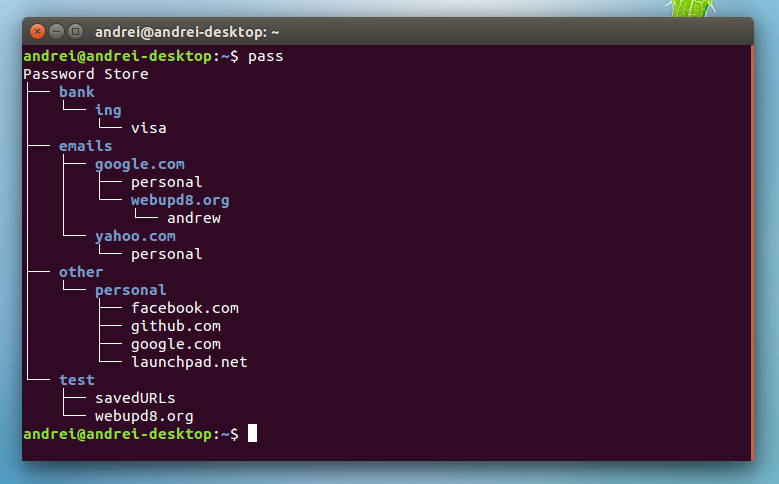 andrei@andrei-desktop: ~
andrei@andrei-desktop:~$ pass
Password Store
├── bank
│   └── ing
│       └── visa
├── emails
│   ├── google.com
│   │   ├── personal
│   │   └── webupd8.org
│   │       └── andrew
│   └── yahoo.com
│       └── personal
├── other
│   └── personal
│       ├── facebook.com
│       ├── github.com
│       ├── google.com
│       └── launchpad.net
└── test
    ├── savedURLs
    └── webupd8.org
andrei@andrei-desktop:~$